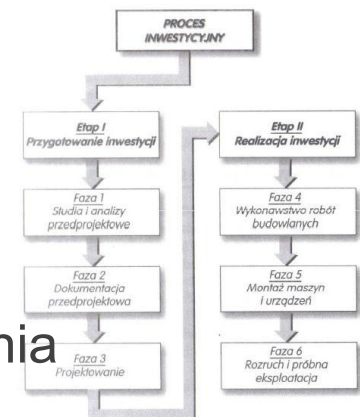 PROCES
INWESTYCYJNY
Etap I
Przygotowanie inwestycji
Faza 1
Studia i analizy
przedprojektowe
Faza 2
Dokumentacja
przedprojektowa
nia
Faza 3
Projektowanie
Etap II
Realizacja inwestycji
Faza 4
Wykonawstwo robót
budowlanych
Faza 5
Montaż maszyn
i urządzeń
Faza 6
Rozruch i próbna
eksploatacja